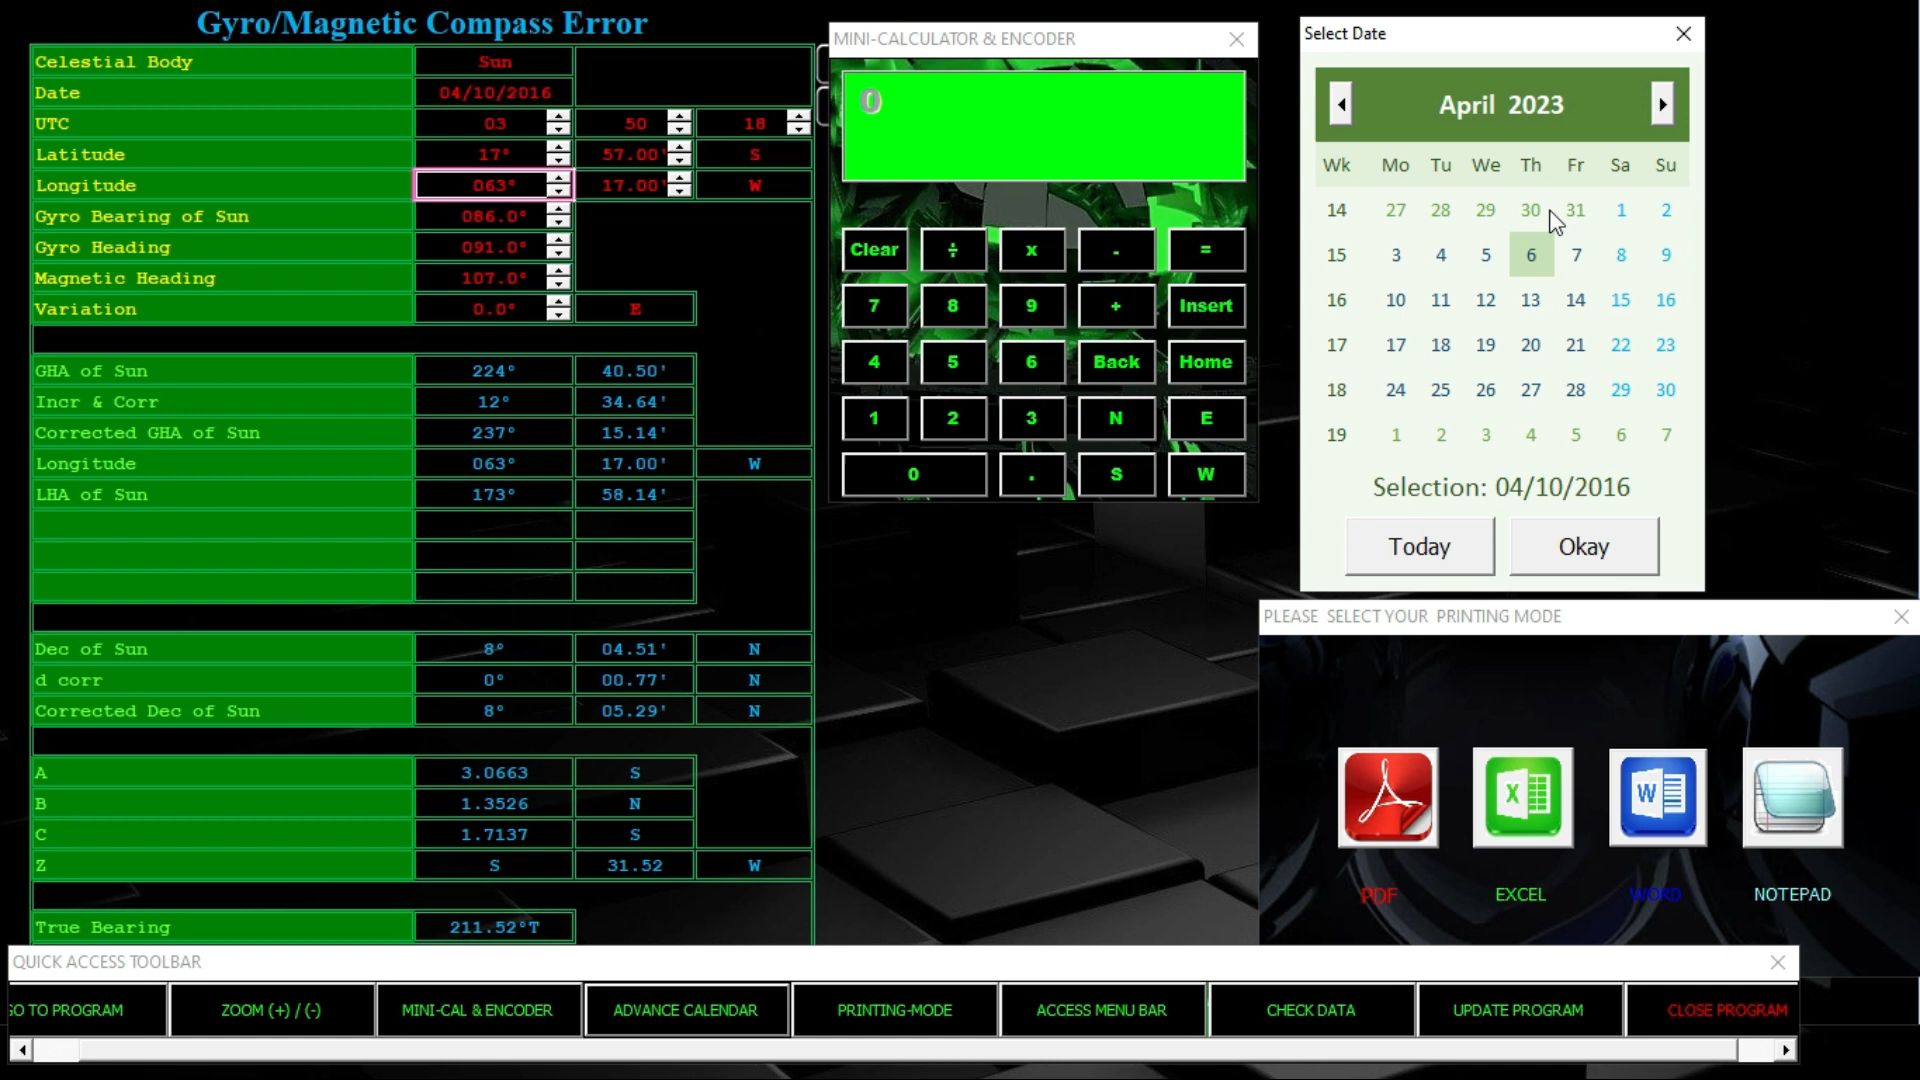 Gyro/Magnetic Compass Error
Celestial Body Sun
Date 04/10/2016
UTC 03 50 18
Latitude 17° 57.00' S
Longitude 063° 17.00' W
Gyro Bearing of Sun 086.0°
Gyro Heading 091.0°
Magnetic Heading 107.0°
Variation 0.0° E
GHA of Sun 224° 40.50'
Incr & Corr 12° 34.64'
Corrected GHA of Sun 237° 15.14'
Longitude 063° 17.00' W
LHA of Sun 173° 58.14'
Dec of Sun 8° 04.51' N
d corr 0° 00.77' N
Corrected Dec of Sun 8° 05.29' N
A 3.0663 S
B 1.3526 N
C 1.7137 S
Z S 31.52 W
True Bearing 211.52°T
MINI-CALCULATOR & ENCODER
0
Clear ÷ x - =
7 8 9 + Insert
4 5 6 Back Home
1 2 3 N E
0 . S W
Select Date
April 2023
Wk Mo Tu We Th Fr Sa Su
14 27 28 29 30 31 1 2
15 3 4 5 6 7 8 9
16 10 11 12 13 14 15 16
17 17 18 19 20 21 22 23
18 24 25 26 27 28 29 30
19 1 2 3 4 5 6 7
Selection: 04/10/2016
Today Okay
PLEASE SELECT YOUR PRINTING MODE
X W
PDF EXCEL WORD NOTEPAD
QUICK ACCESS TOOLBAR
GO TO PROGRAM ZOOM (+) / (-) MINI-CAL & ENCODER ADVANCE CALENDAR PRINTING-MODE ACCESS MENU BAR CHECK DATA UPDATE PROGRAM CLOSE PROGRAM